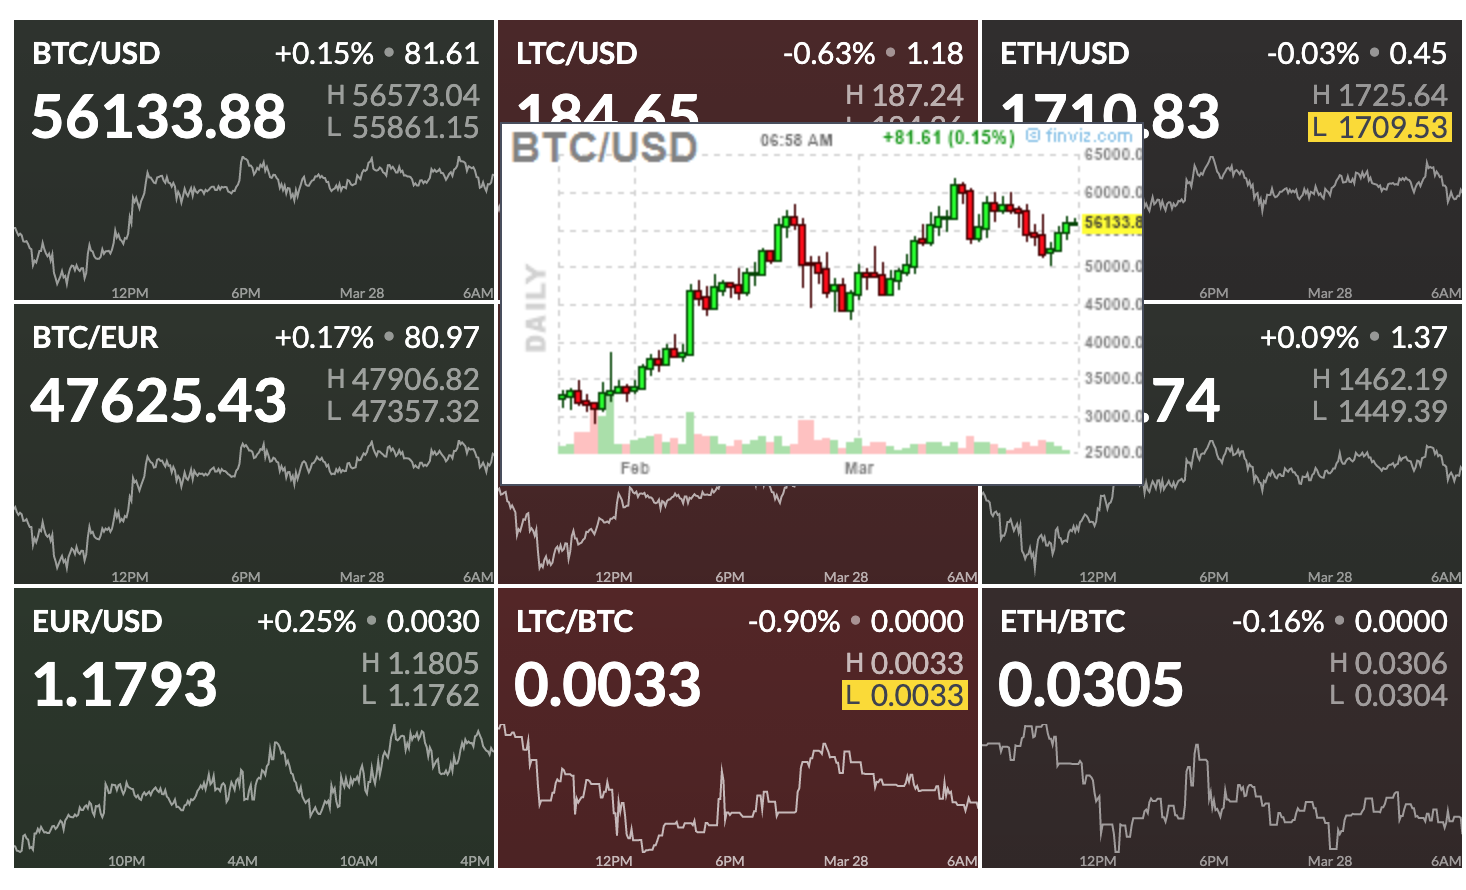 BTC/USD +0.15% • 81.61
56133.88 H 56573.04
L 55861.15
12PM 6PM Mar 28 6AM
LTC/USD -0.63% • 1.18
184.65 H 187.24
ETH/USD -0.03% • 0.45
1710.83 H 1725.64
L 1709.53
6PM Mar 28 6AM
BTC/USD 06:58 AM +81.61 (0.15%) © finviz.com
65000.0
60000.0
56133.8
50000.0
45000.0
40000.0
35000.0
30000.0
25000.0
DAILY
Feb Mar
BTC/EUR +0.17% • 80.97
47625.43 H 47906.82
L 47357.32
12PM 6PM Mar 28 6AM
12PM 6PM Mar 28 6AM
+0.09% • 1.37
.74 H 1462.19
L 1449.39
12PM 6PM Mar 28 6AM
EUR/USD +0.25% • 0.0030
1.1793 H 1.1805
L 1.1762
10PM 4AM 10AM 4PM
LTC/BTC -0.90% • 0.0000
0.0033 H 0.0033
L 0.0033
12PM 6PM Mar 28 6AM
ETH/BTC -0.16% • 0.0000
0.0305 H 0.0306
L 0.0304
12PM 6PM Mar 28 6AM